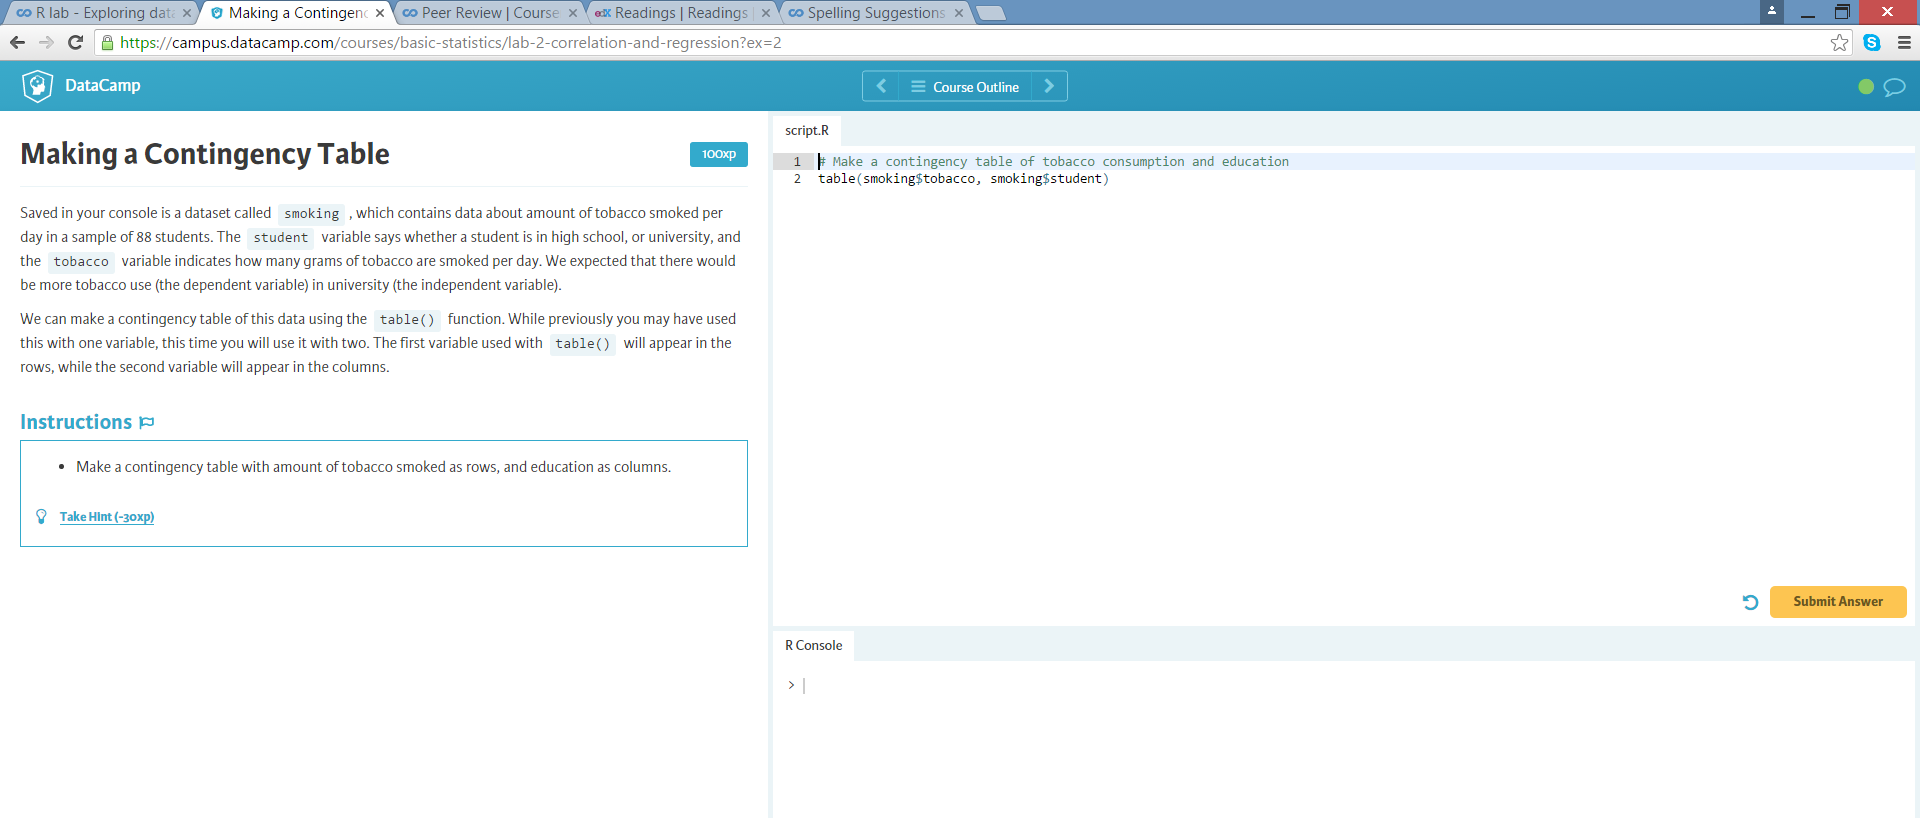 R lab - Exploring data
Making a Contingenc
Peer Review | Course
edX Readings | Readings
Spelling Suggestions
https://campus.datacamp.com/courses/basic-statistics/lab-2-correlation-and-regression?ex=2
DataCamp
Course Outline
Making a Contingency Table
100xp
Saved in your console is a dataset called smoking , which contains data about amount of tobacco smoked per
day in a sample of 88 students. The student variable says whether a student is in high school, or university, and
the tobacco variable indicates how many grams of tobacco are smoked per day. We expected that there would
be more tobacco use (the dependent variable) in university (the independent variable).
We can make a contingency table of this data using the table() function. While previously you may have used
this with one variable, this time you will use it with two. The first variable used with table() will appear in the
rows, while the second variable will appear in the columns.
Instructions
• Make a contingency table with amount of tobacco smoked as rows, and education as columns.
Take Hint (-30xp)
script.R
1 # Make a contingency table of tobacco consumption and education
2 table(smoking$tobacco, smoking$student)
Submit Answer
R Console
>